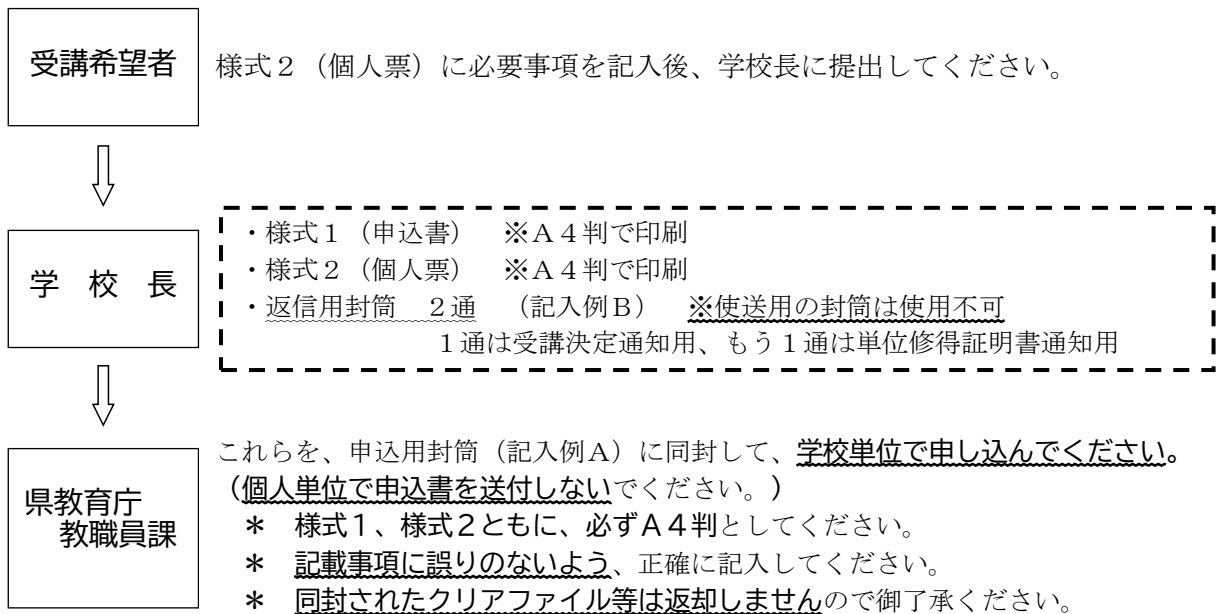 受講希望者
様式２（個人票）に必要事項を記入後、学校長に提出してください。
学　校　長
・様式１（申込書）　※Ａ４判で印刷
・様式２（個人票）　※Ａ４判で印刷
・返信用封筒　２通　（記入例Ｂ）　※使送用の封筒は使用不可
１通は受講決定通知用、もう１通は単位修得証明書通知用
県教育庁
教職員課
これらを、申込用封筒（記入例Ａ）に同封して、学校単位で申し込んでください。
（個人単位で申込書を送付しないでください。）
＊　様式１、様式２ともに、必ずＡ４判としてください。
＊　記載事項に誤りのないよう、正確に記入してください。
＊　同封されたクリアファイル等は返却しませんので御了承ください。